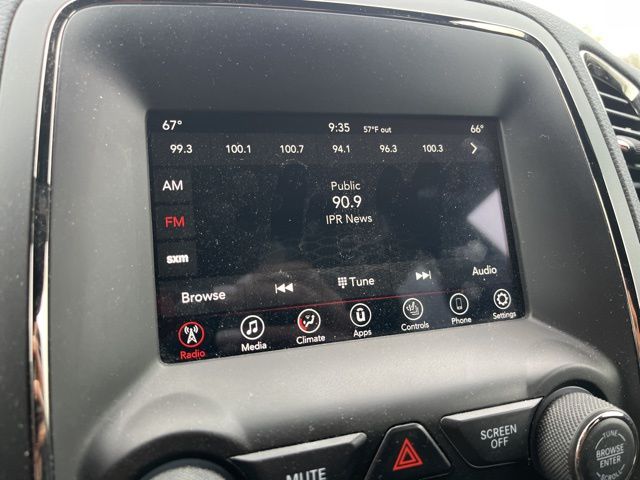 67° 9:35 57°F out 66°
99.3 100.1 100.7 94.1 96.3 100.3
AM
Public
90.9
FM
IPR News
sxm
Browse Tune Audio
Radio Media Climate Apps Controls Phone Settings
SCREEN
OFF
MUTE
TUNE
BROWSE
ENTER
SCROLL